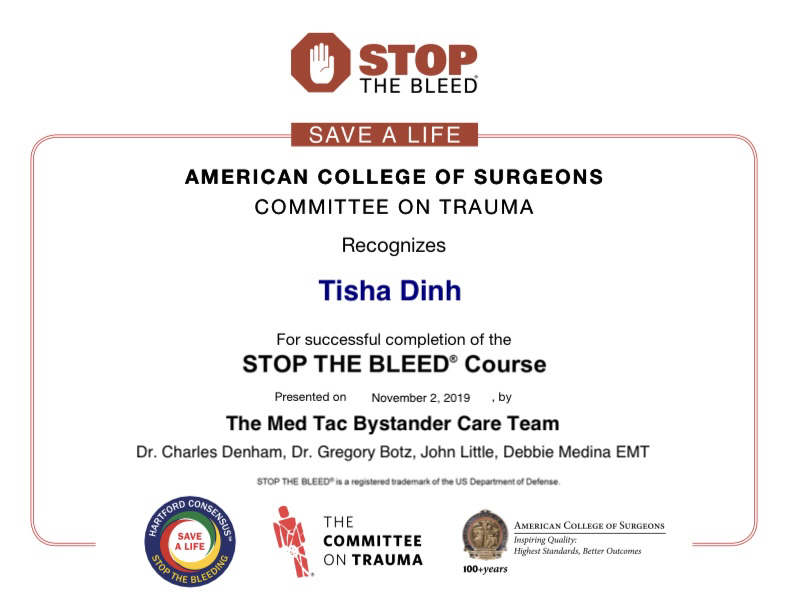 STOP
THE BLEED®
SAVE A LIFE
AMERICAN COLLEGE OF SURGEONS
COMMITTEE ON TRAUMA
Recognizes
Tisha Dinh
For successful completion of the
STOP THE BLEED® Course
Presented on November 2, 2019 , by
The Med Tac Bystander Care Team
Dr. Charles Denham, Dr. Gregory Botz, John Little, Debbie Medina EMT
STOP THE BLEED® is a registered trademark of the US Department of Defense.
HARTFORD CONSENSUS™
SAVE
A LIFE
STOP THE BLEEDING
THE
COMMITTEE
ON TRAUMA
AMERICAN COLLEGE OF SURGEONS
Inspiring Quality:
Highest Standards, Better Outcomes
100+years